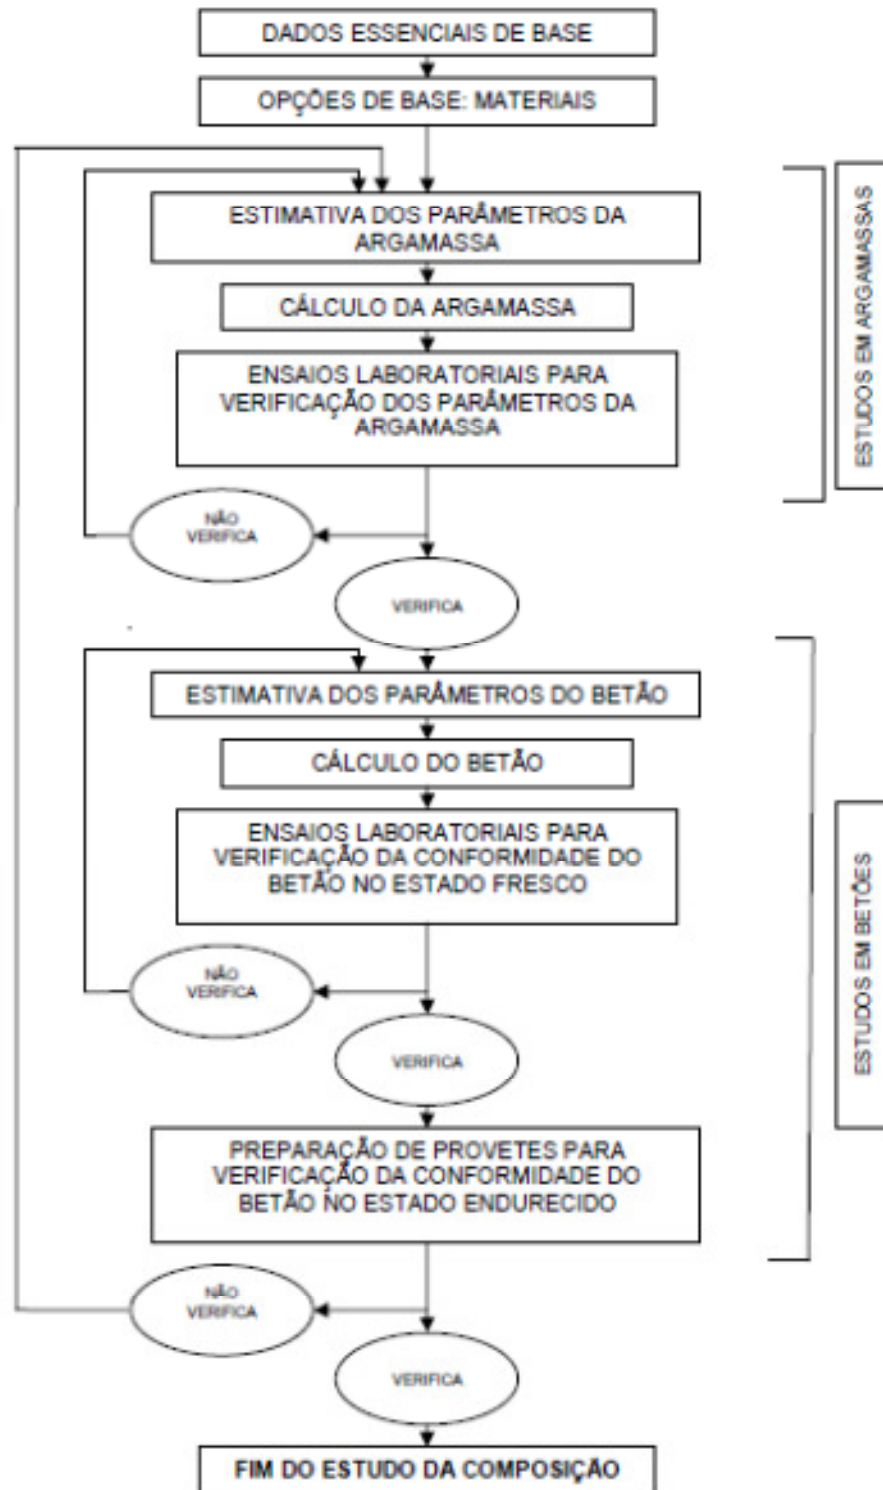 DADOS ESSENCIAIS DE BASE
OPÇÕES DE BASE: MATERIAIS
ESTIMATIVA DOS PARÂMETROS DA
ARGAMASSA
CÁLCULO DA ARGAMASSA
ENSAIOS LABORATORIAIS PARA
VERIFICAÇÃO DOS PARÂMETROS DA
ARGAMASSA
ESTUDOS EM ARGAMASSAS
NÃO
VERIFICA
VERIFICA
ESTIMATIVA DOS PARÂMETROS DO BETÃO
CÁLCULO DO BETÃO
ENSAIOS LABORATORIAIS PARA
VERIFICAÇÃO DA CONFORMIDADE DO
BETÃO NO ESTADO FRESCO
ESTUDOS EM BETÕES
NÃO
VERIFICA
VERIFICA
PREPARAÇÃO DE PROVETES PARA
VERIFICAÇÃO DA CONFORMIDADE DO
BETÃO NO ESTADO ENDURECIDO
NÃO
VERIFICA
VERIFICA
FIM DO ESTUDO DA COMPOSIÇÃO